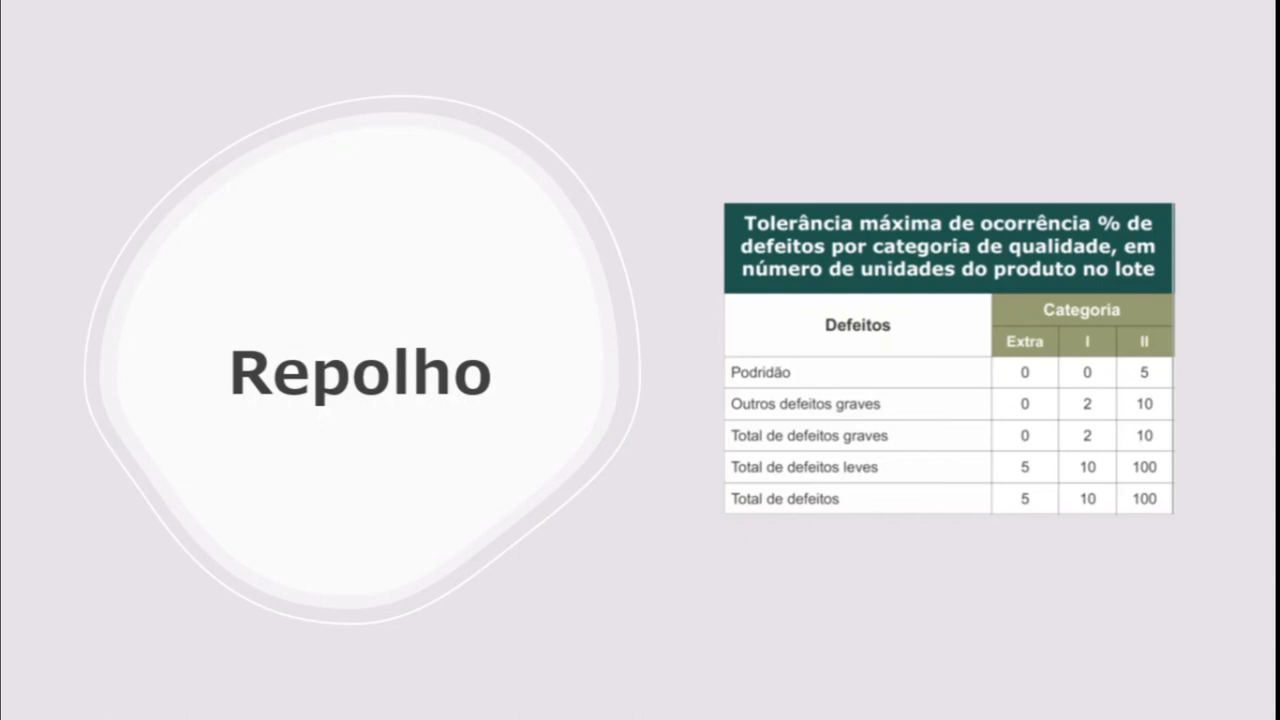 Repolho
Tolerância máxima de ocorrência % de
defeitos por categoria de qualidade, em
número de unidades do produto no lote
Defeitos
Categoria
Extra I II
Podridão 0 0 5
Outros defeitos graves 0 2 10
Total de defeitos graves 0 2 10
Total de defeitos leves 5 10 100
Total de defeitos 5 10 100